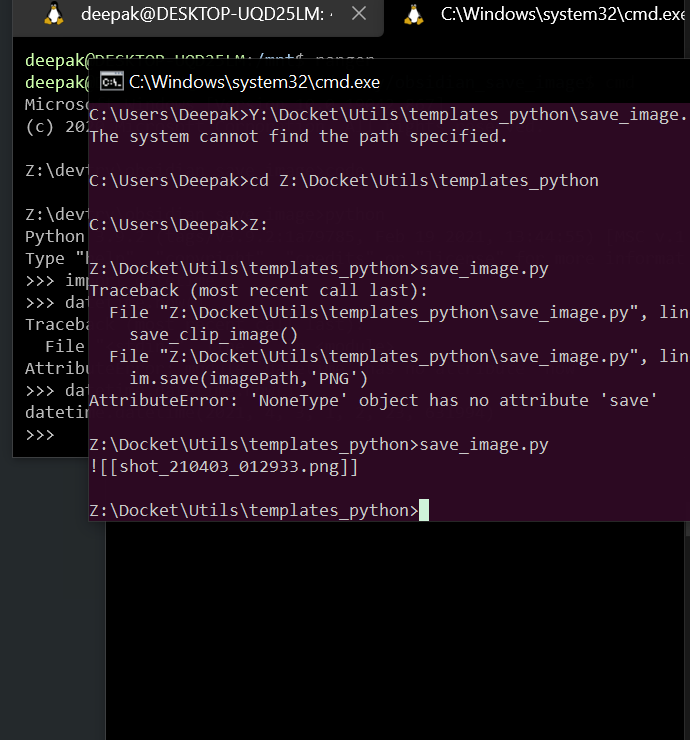 deepak@DESKTOP-UQD25LM:
C:\Windows\system32\cmd.exe
deepak@DESKTOP-UQD25LM:/mnt$
deepak@
Micros
(c) 20
Z:\dev
Z:\dev
Python
Type "
>>> imp
>>> dat
Traceba
File
Attribu
>>> dat
datetim
>>>
C:\Windows\system32\cmd.exe
C:\Users\Deepak>Y:\Docket\Utils\templates_python\save_image.
The system cannot find the path specified.
C:\Users\Deepak>cd Z:\Docket\Utils\templates_python
C:\Users\Deepak>Z:
Z:\Docket\Utils\templates_python>save_image.py
Traceback (most recent call last):
File "Z:\Docket\Utils\templates_python\save_image.py", lin
save_clip_image()
File "Z:\Docket\Utils\templates_python\save_image.py", lin
im.save(imagePath,'PNG')
AttributeError: 'NoneType' object has no attribute 'save'
Z:\Docket\Utils\templates_python>save_image.py
![[shot_210403_012933.png]]
Z:\Docket\Utils\templates_python>